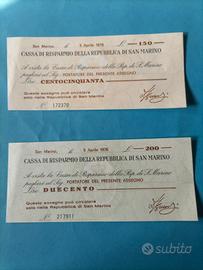 San Marino, 5 Aprile 1976 L. 150
CASSA DI RISPARMIO DELLA REPUBBLICA DI SAN MARINO
A vista la Cassa di Risparmio della Rep. di S. Marino
pagherà al Sig. PORTATORE DEL PRESENTE ASSEGNO
Lire CENTOCINQUANTA
Questo assegno può circolare
solo nella Repubblica di San Marino
N° 172370
San Marino, 5 Aprile 1976 L. 200
CASSA DI RISPARMIO DELLA REPUBBLICA DI SAN MARINO
A vista la Cassa di Risparmio della Rep. di S. Marino
pagherà al Sig. PORTATORE DEL PRESENTE ASSEGNO
Lire DUECENTO
Questo assegno può circolare
solo nella Repubblica di San Marino
N° 217911
subito